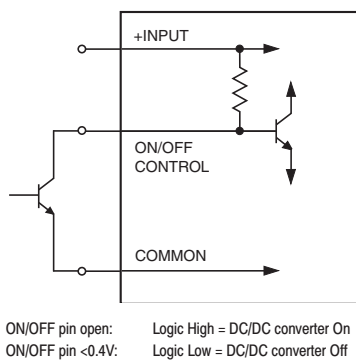 +INPUT
ON/OFF
CONTROL
COMMON
ON/OFF pin open: Logic High = DC/DC converter On
ON/OFF pin <0.4V: Logic Low = DC/DC converter Off